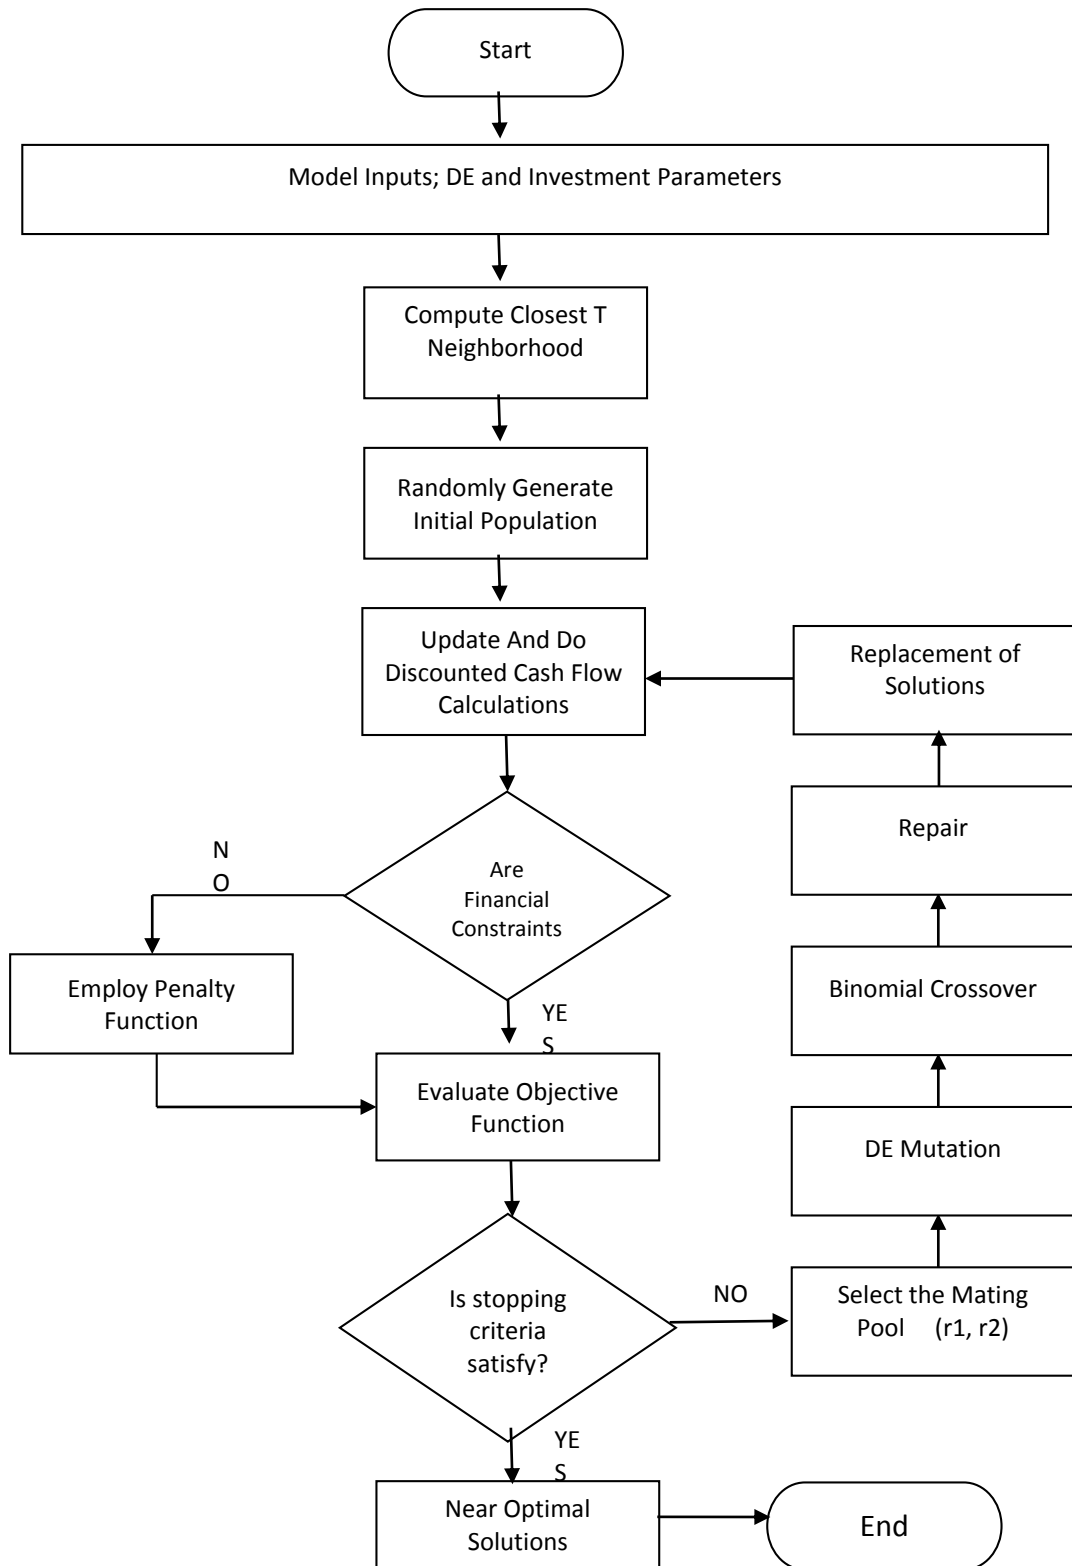 Start
Model Inputs; DE and Investment Parameters
Compute Closest T
Neighborhood
Randomly Generate
Initial Population
Update And Do
Discounted Cash Flow
Calculations
Replacement of
Solutions
Repair
N
O
Are
Financial
Constraints
Employ Penalty
Function
Binomial Crossover
YE
S
Evaluate Objective
Function
DE Mutation
Is stopping
criteria
satisfy?
NO
Select the Mating
Pool (r1, r2)
YE
S
Near Optimal
Solutions
End